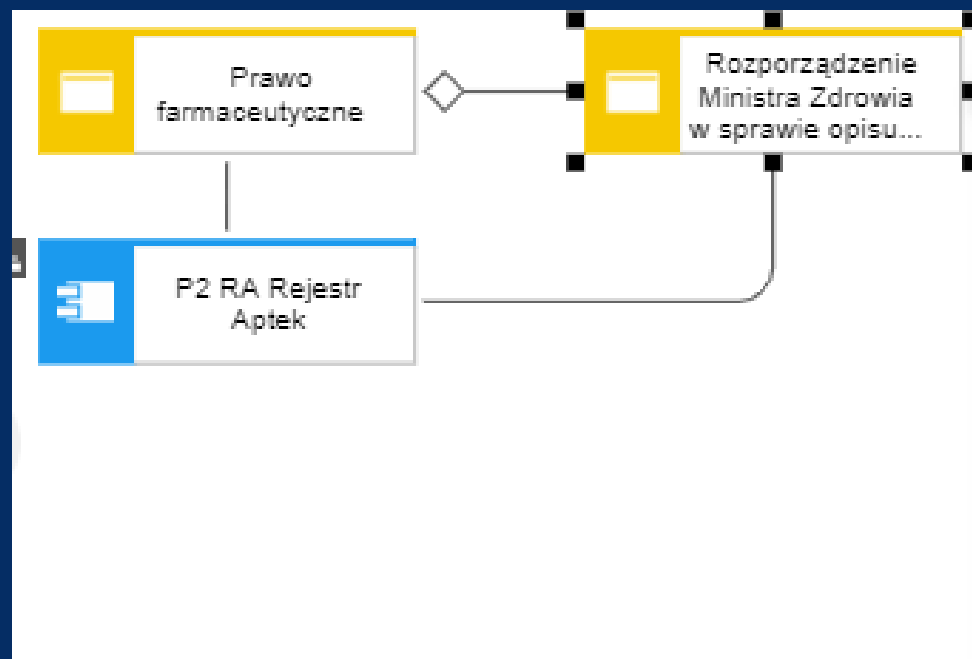 Prawo
farmaceutyczne
Rozporządzenie
Ministra Zdrowia
w sprawie opisu...
P2 RA Rejestr
Aptek